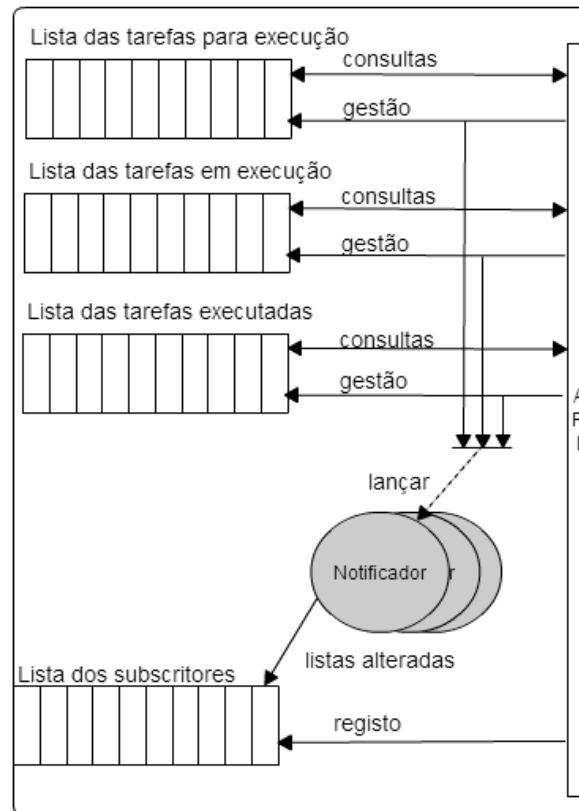 Lista das tarefas para execução
consultas
gestão
Lista das tarefas em execução
consultas
gestão
Lista das tarefas executadas
consultas
gestão
A
lançar
Notificador
r
listas alteradas
Lista dos subscritores
registo